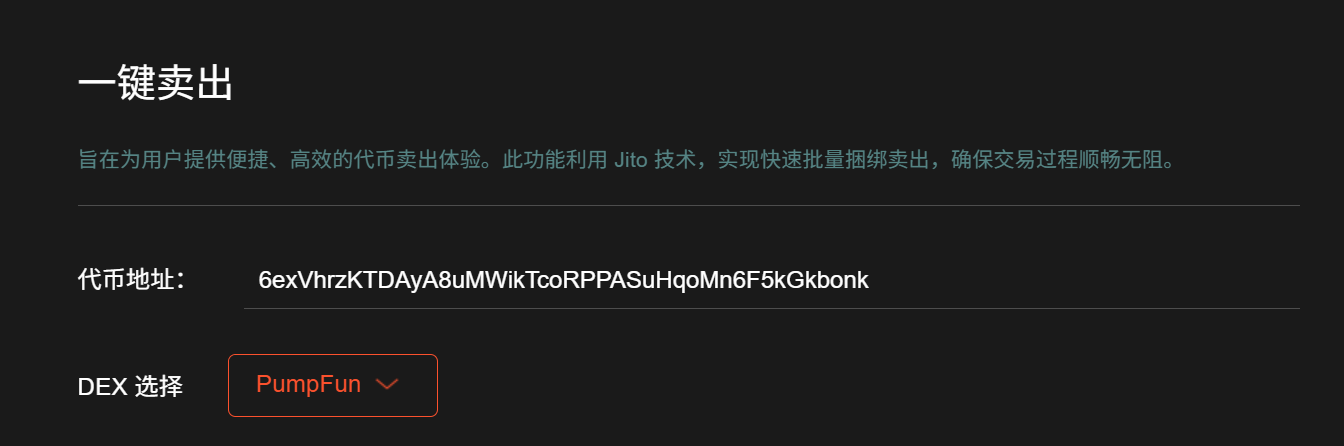 一键卖出
旨在为用户提供便捷、高效的代币卖出体验。此功能利用 Jito 技术，实现快速批量捆绑卖出，确保交易过程顺畅无阻。
代币地址： 6exVhrzKTDAyA8uMWikTcoRPPASuHqoMn6F5kGkbonk
DEX 选择 PumpFun